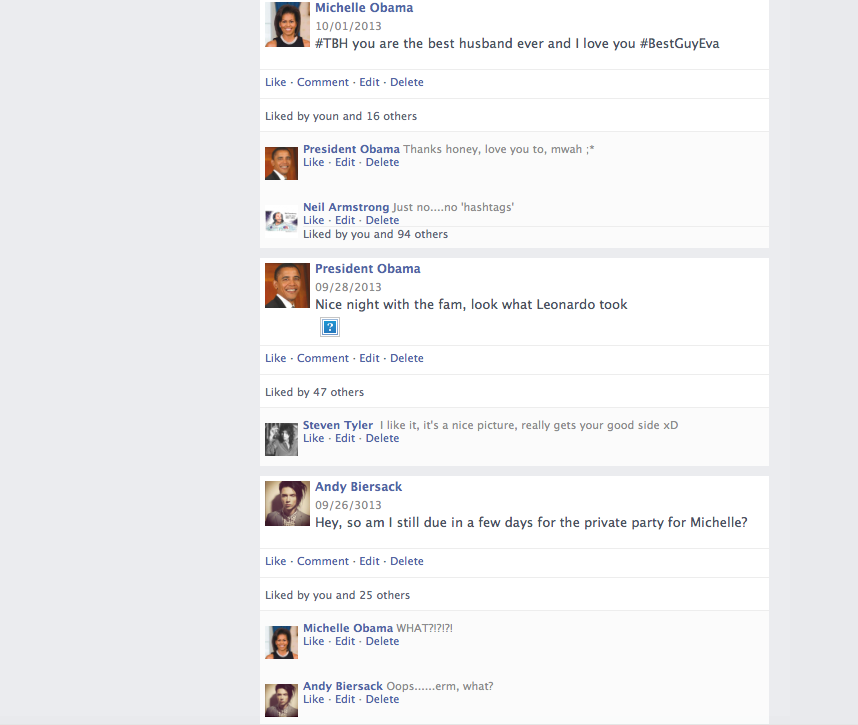 Michelle Obama
10/01/2013
#TBH you are the best husband ever and I love you #BestGuyEva
Like · Comment · Edit · Delete
Liked by youn and 16 others
President Obama Thanks honey, love you to, mwah ;*
Like · Edit · Delete
Neil Armstrong Just no....no 'hashtags'
Like · Edit · Delete
Liked by you and 94 others
President Obama
09/28/2013
Nice night with the fam, look what Leonardo took
?
Like · Comment · Edit · Delete
Liked by 47 others
Steven Tyler I like it, it's a nice picture, really gets your good side xD
Like · Edit · Delete
Andy Biersack
09/26/3013
Hey, so am I still due in a few days for the private party for Michelle?
Like · Comment · Edit · Delete
Liked by you and 25 others
Michelle Obama WHAT?!?!?!
Like · Edit · Delete
Andy Biersack Oops......erm, what?
Like · Edit · Delete